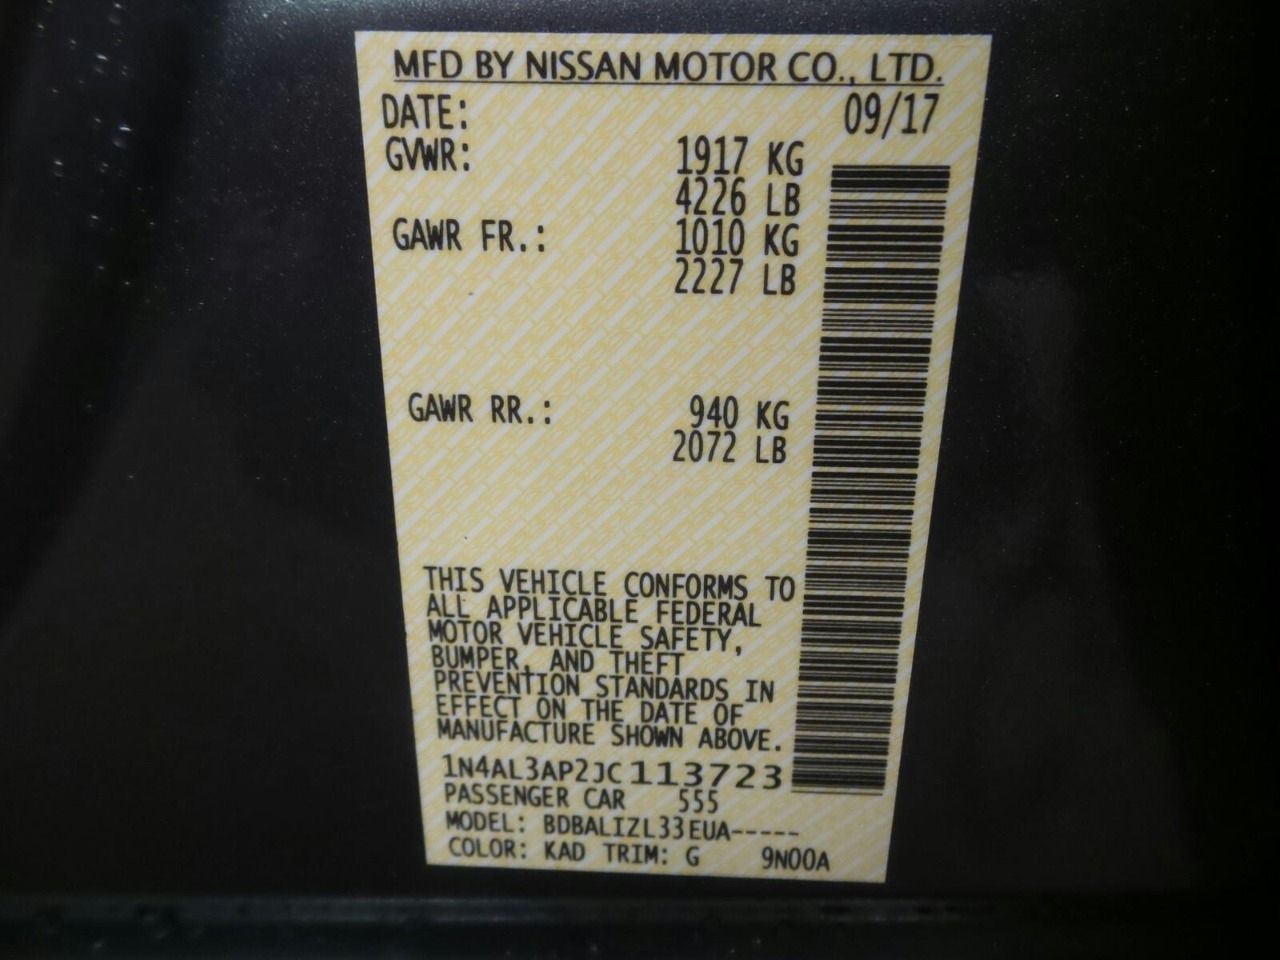 MFD BY NISSAN MOTOR CO., LTD.
DATE: 09/17
GVWR: 1917 KG
4226 LB
GAWR FR.: 1010 KG
2227 LB
GAWR RR.: 940 KG
2072 LB
THIS VEHICLE CONFORMS TO
ALL APPLICABLE FEDERAL
MOTOR VEHICLE SAFETY,
BUMPER, AND THEFT
PREVENTION STANDARDS IN
EFFECT ON THE DATE OF
MANUFACTURE SHOWN ABOVE.
1N4AL3AP2JC113723
PASSENGER CAR 555
MODEL: BDBALIZL33EUA-----
COLOR: KAD TRIM: G 9N00A